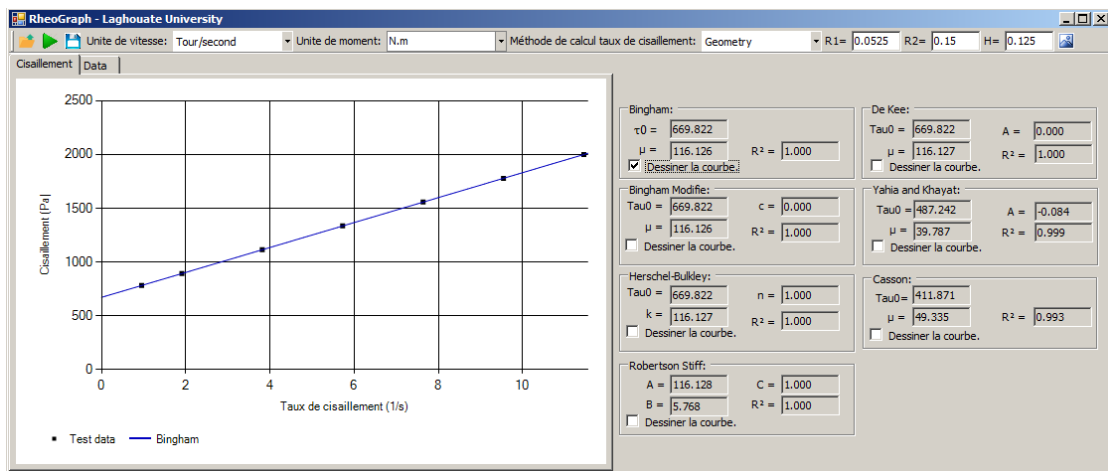 RheoGraph - Laghouate University
Unite de vitesse: Tour/second Unite de moment: N.m Méthode de calcul taux de cisaillement: Geometry R1= 0.0525 R2= 0.15 H= 0.125
Cisaillement Data
2500
2000
1500
1000
500
0
Cisaillement (Pa)
0 2 4 6 8 10
Taux de cisaillement (1/s)
Test data Bingham
Bingham:
τ0 = 669.822
μ = 116.126 R² = 1.000
Dessiner la courbe.
Bingham Modifie:
Tau0 = 669.822 c = 0.000
μ = 116.126 R² = 1.000
Dessiner la courbe.
Herschel-Bulkley:
Tau0 = 669.822 n = 1.000
k = 116.127 R² = 1.000
Dessiner la courbe.
Robertson Stiff:
A = 116.128 C = 1.000
B = 5.768 R² = 1.000
Dessiner la courbe.
De Kee:
Tau0 = 669.822 A = 0.000
μ = 116.127 R² = 1.000
Dessiner la courbe.
Yahia and Khayat:
Tau0 = 487.242 A = -0.084
μ = 39.787 R² = 0.999
Dessiner la courbe.
Casson:
Tau0= 411.871
μ = 49.335 R² = 0.993
Dessiner la courbe.